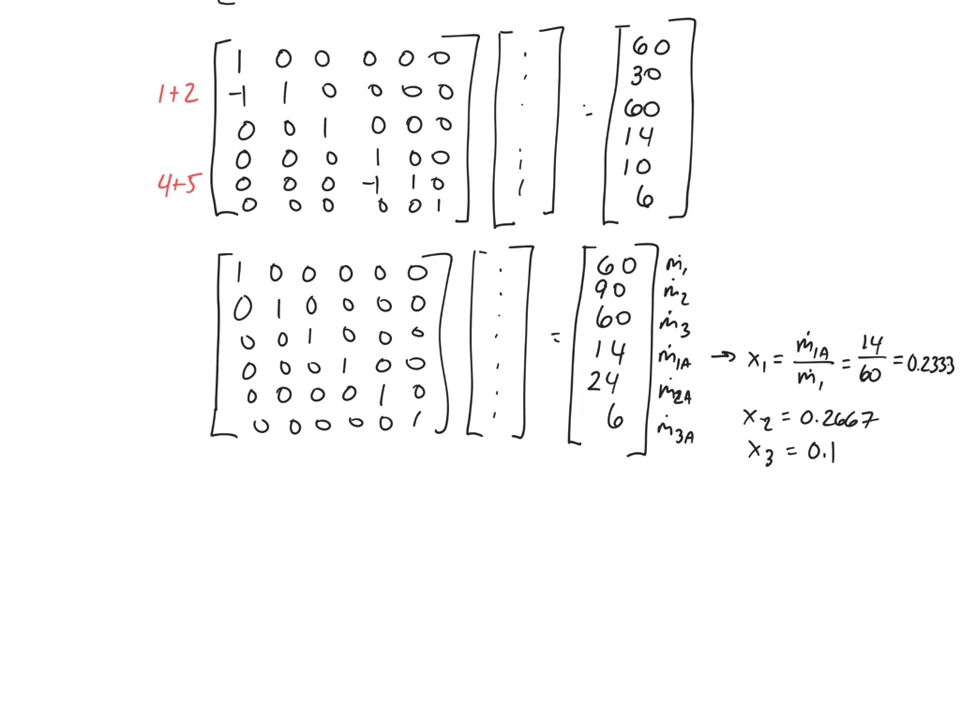 1 0 0 0 0 0 60
1+2 -1 1 0 0 0 0 30
0 0 1 0 0 0 = 60
0 0 0 1 0 0 14
4+5 0 0 0 -1 1 0 10
0 0 0 0 0 1 6
1 0 0 0 0 0 60 ṁ₁
0 1 0 0 0 0 90 ṁ₂
0 0 1 0 0 0 = 60 ṁ₃
0 0 0 1 0 0 14 ṁ₁A → x₁ = ṁ₁A/ṁ₁ = 14/60 = 0.2333
0 0 0 0 1 0 24 ṁ₂A
0 0 0 0 0 1 6 ṁ₃A
x₂ = 0.2667
x₃ = 0.1